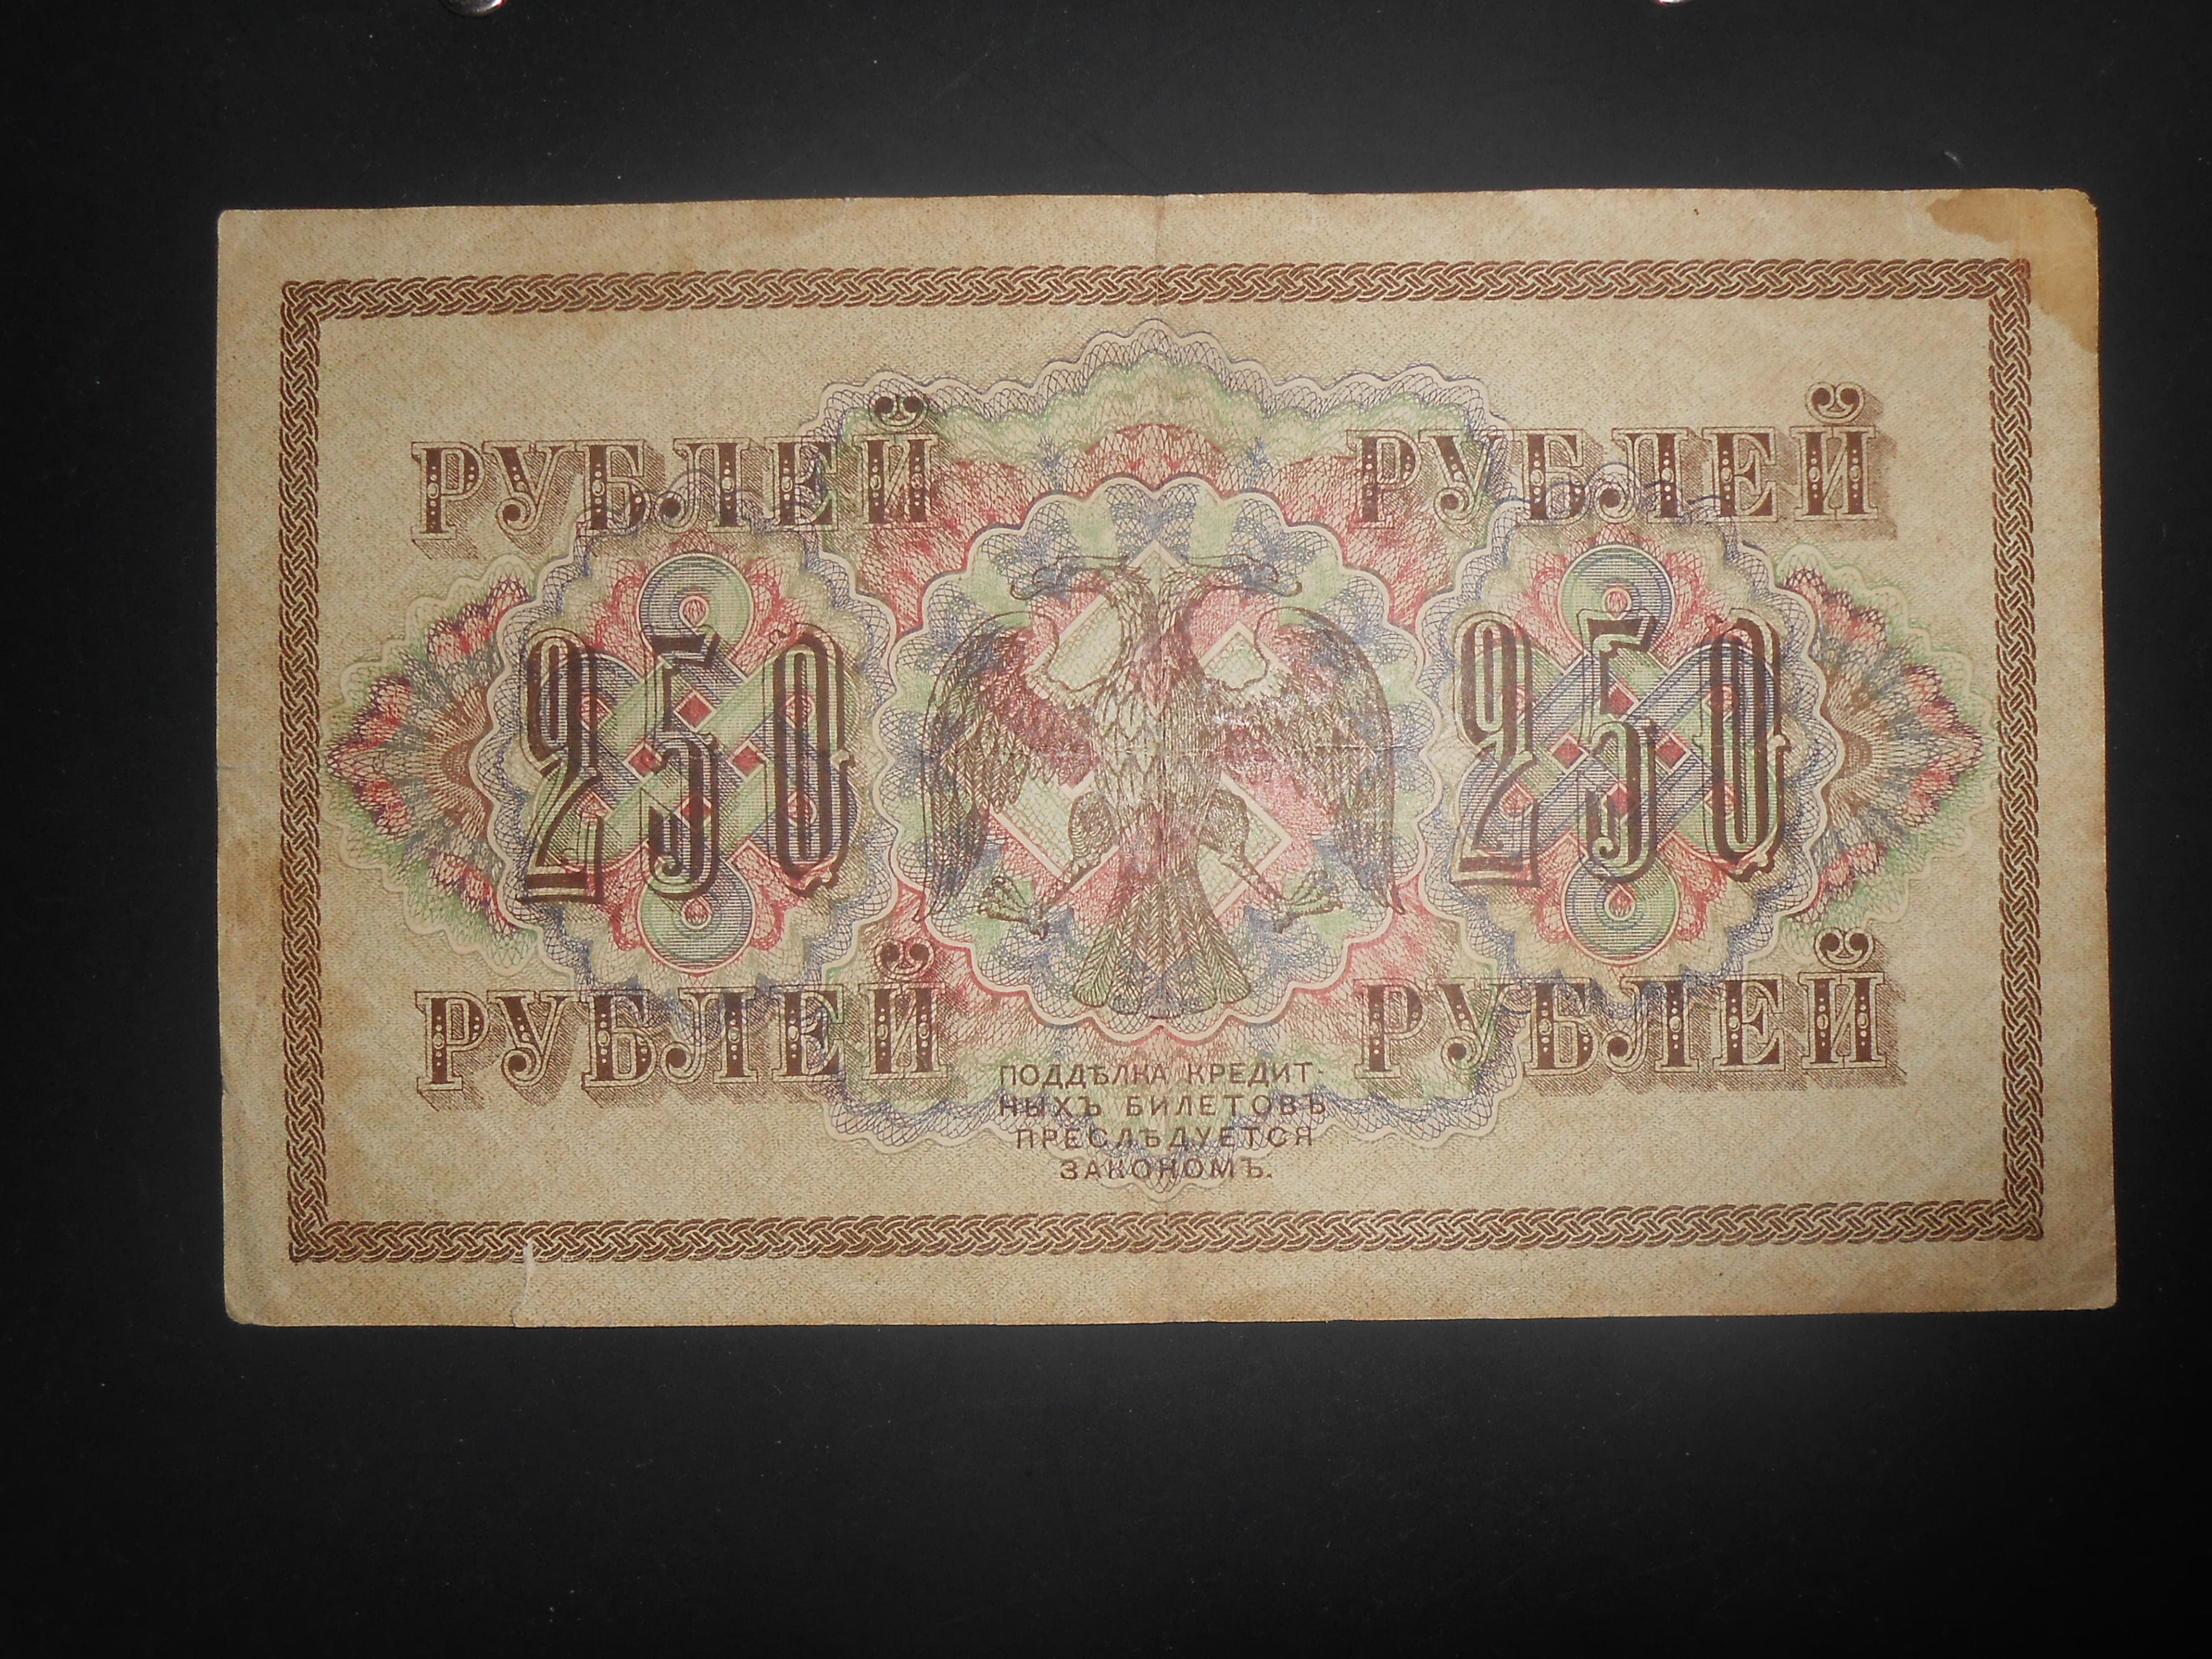 РУБЛЕЙ РУБЛЕЙ
250 250
РУБЛЕЙ РУБЛЕЙ
ПОДДѢЛКА КРЕДИТ-
НЫХЪ БИЛЕТОВЪ
ПРЕСЛѢДУЕТСЯ
ЗАКОНОМЪ.